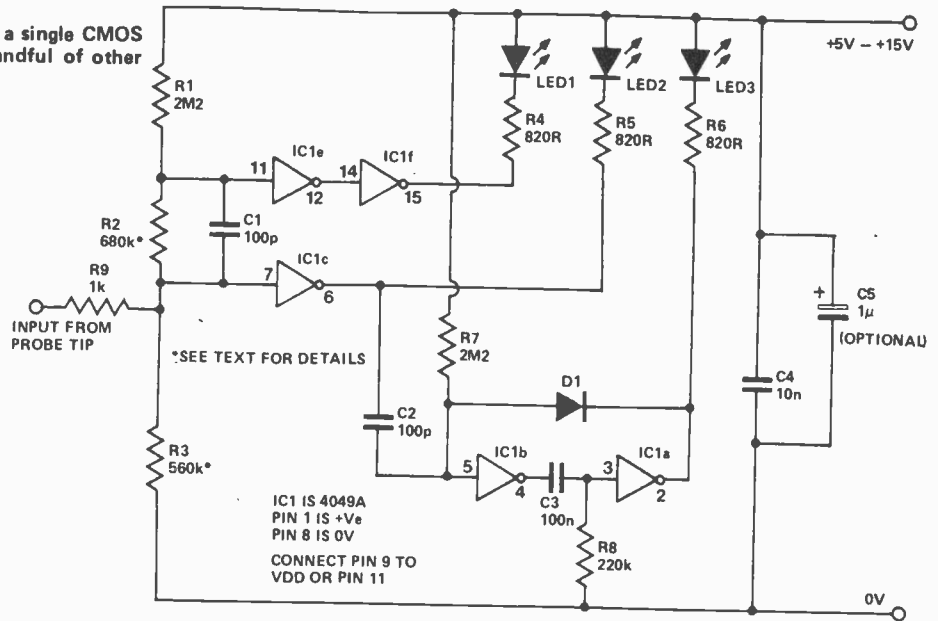 a single CMOS
andful of other
+5V – +15V
R1
2M2
LED1
LED2
LED3
R4
820R
R5
820R
R6
820R
11
IC1e
12
14
IC1f
15
R2
680k*
C1
100p
R9
1k
7
IC1c
6
INPUT FROM
PROBE TIP
*SEE TEXT FOR DETAILS
R7
2M2
+
C5
1μ
(OPTIONAL)
C4
10n
D1
C2
100p
R3
560k*
5
IC1b
4
C3
100n
3
IC1a
2
IC1 IS 4049A
PIN 1 IS +Ve
PIN 8 IS 0V
CONNECT PIN 9 TO
VDD OR PIN 11
R8
220k
0V